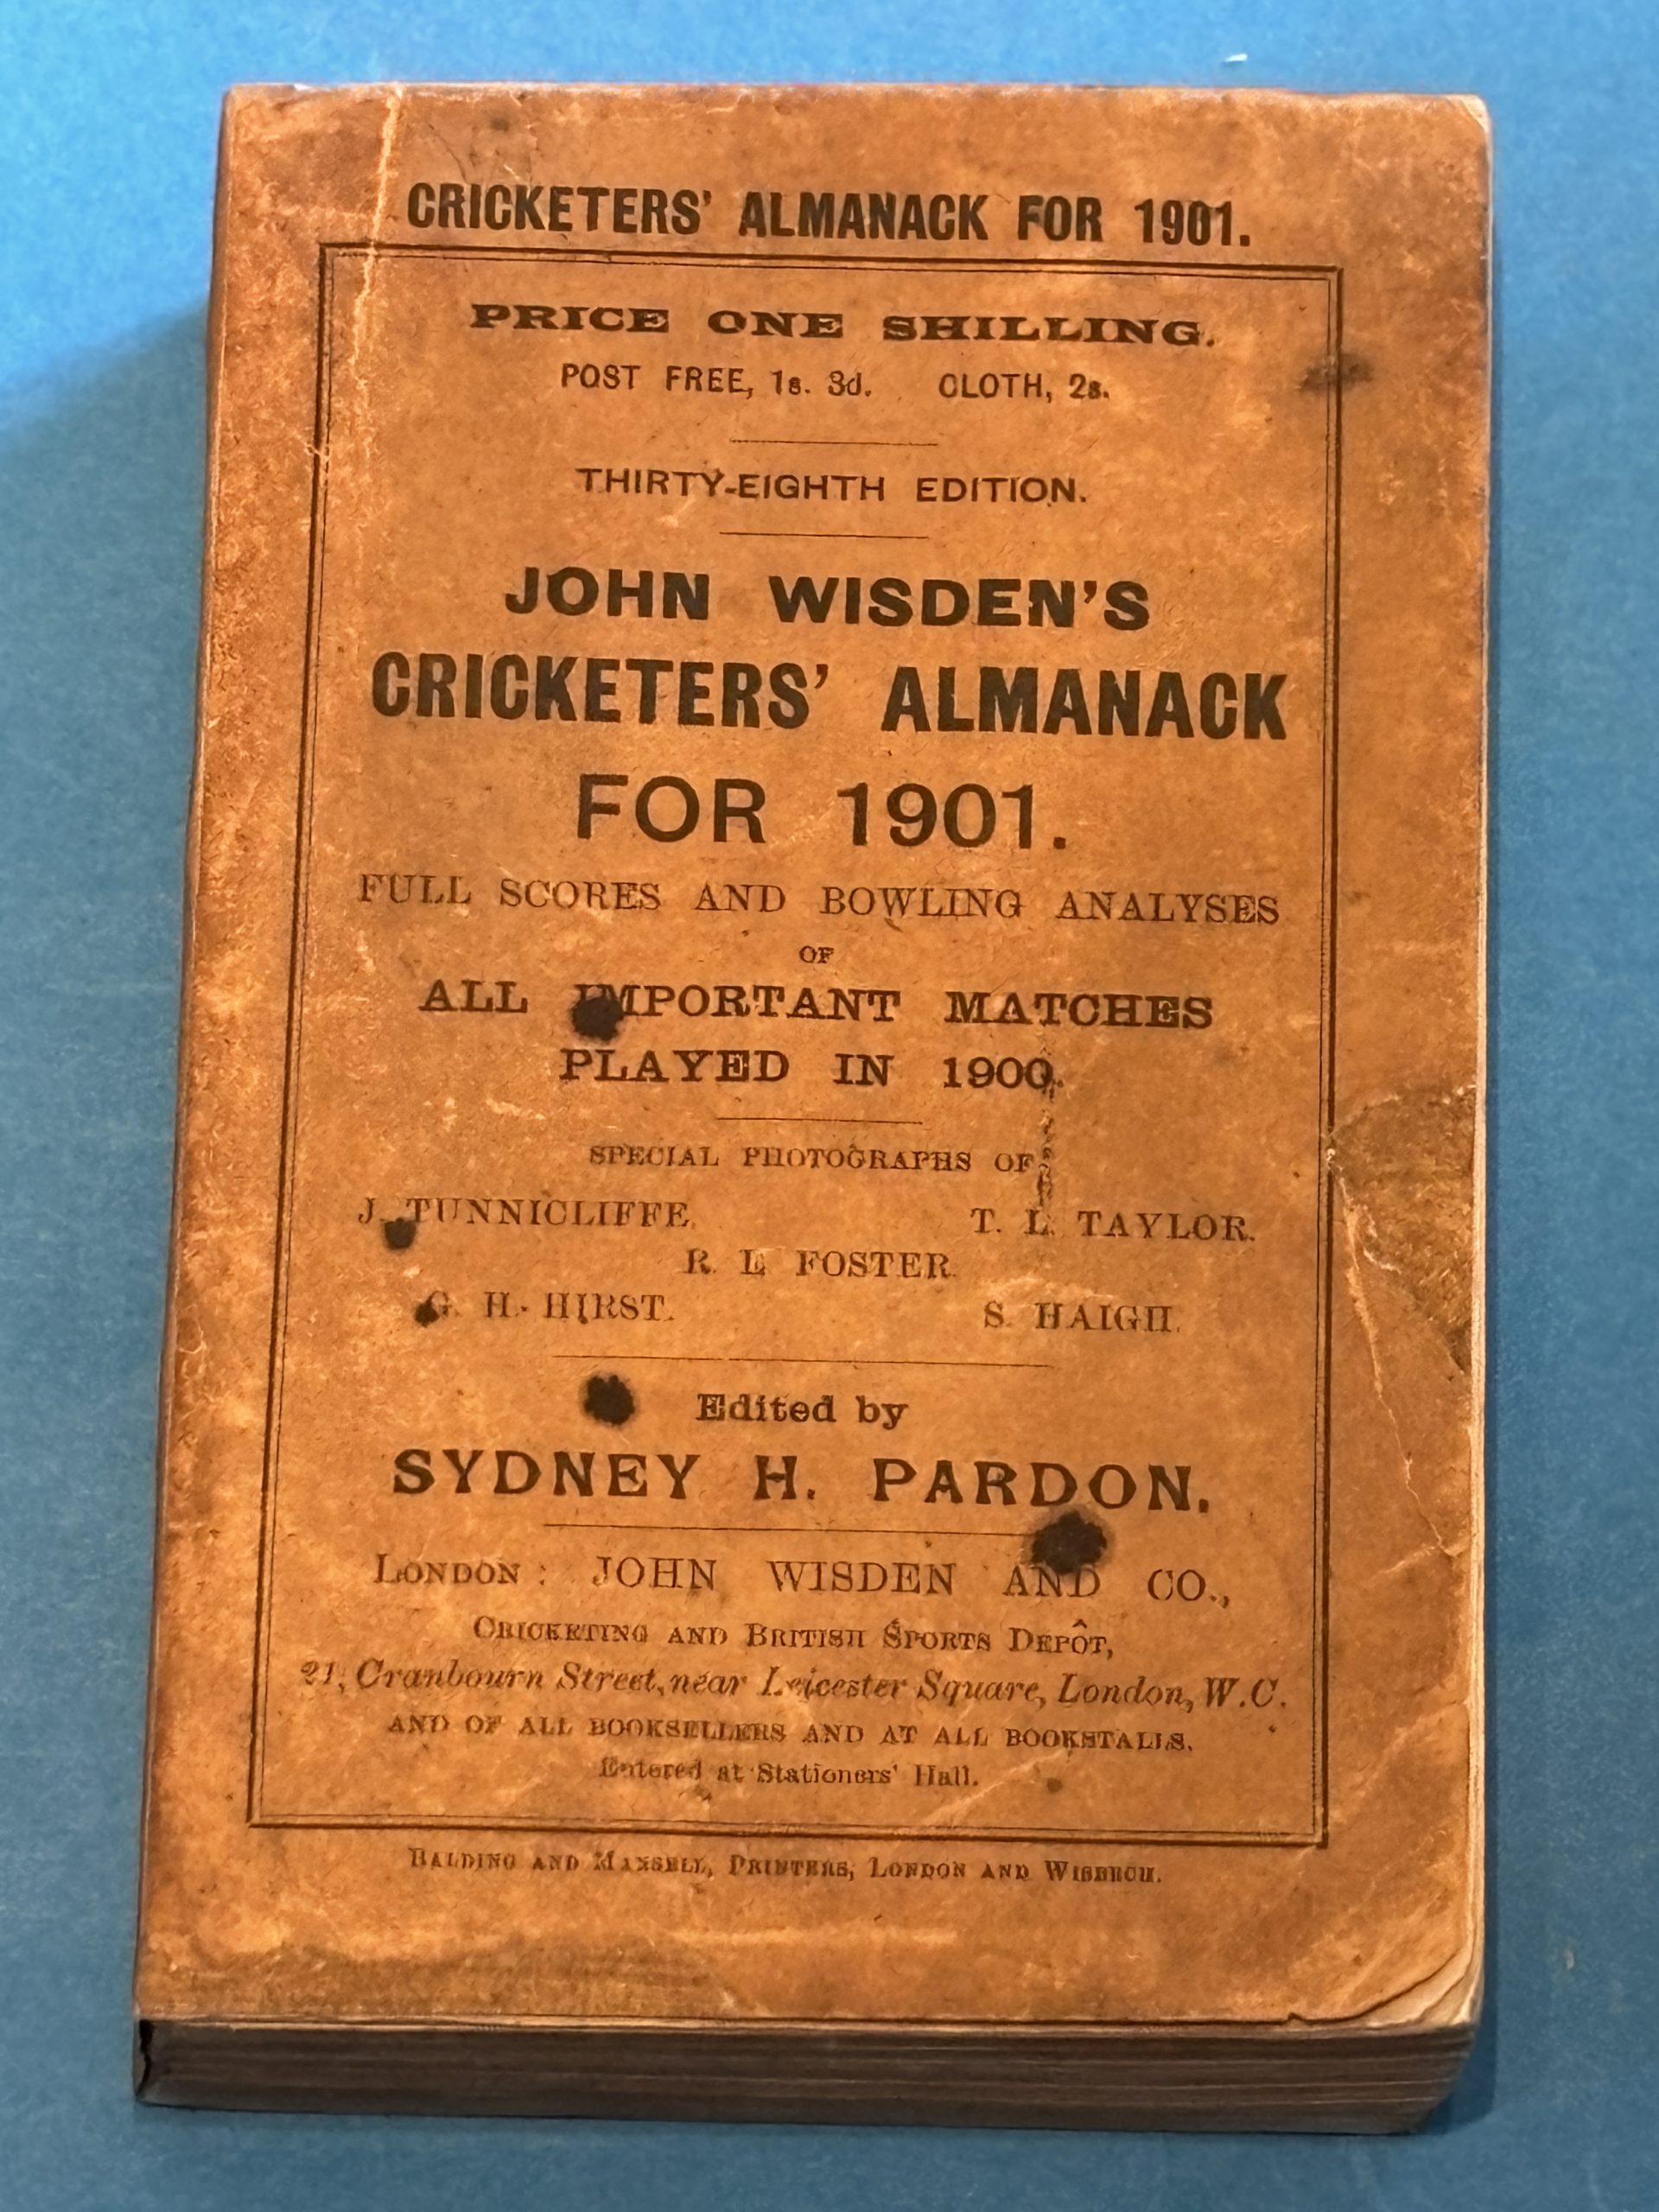 CRICKETERS' ALMANACK FOR 1901.
PRICE ONE SHILLING.
POST FREE, 1s. 3d. CLOTH, 2s.
THIRTY-EIGHTH EDITION.
JOHN WISDEN'S
CRICKETERS' ALMANACK
FOR 1901.
FULL SCORES AND BOWLING ANALYSES
OF
ALL IMPORTANT MATCHES
PLAYED IN 1900.
SPECIAL PHOTOGRAPHS OF
J. TUNNICLIFFE. T. L. TAYLOR.
R. E. FOSTER.
G. H. HIRST. S. HAIGH.
Edited by
SYDNEY H. PARDON.
LONDON: JOHN WISDEN AND CO.,
CRICKETING AND BRITISH SPORTS DEPÔT,
21, Cranbourn Street, near Leicester Square, London, W.C.
AND OF ALL BOOKSELLERS AND AT ALL BOOKSTALLS.
Entered at Stationers' Hall.
BALDING AND MANSELL, PRINTERS, LONDON AND WISBECH.